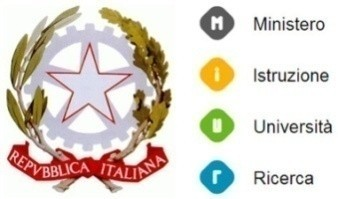 M Ministero
i Istruzione
U Università
r Ricerca
REPVBBLICA ITALIANA